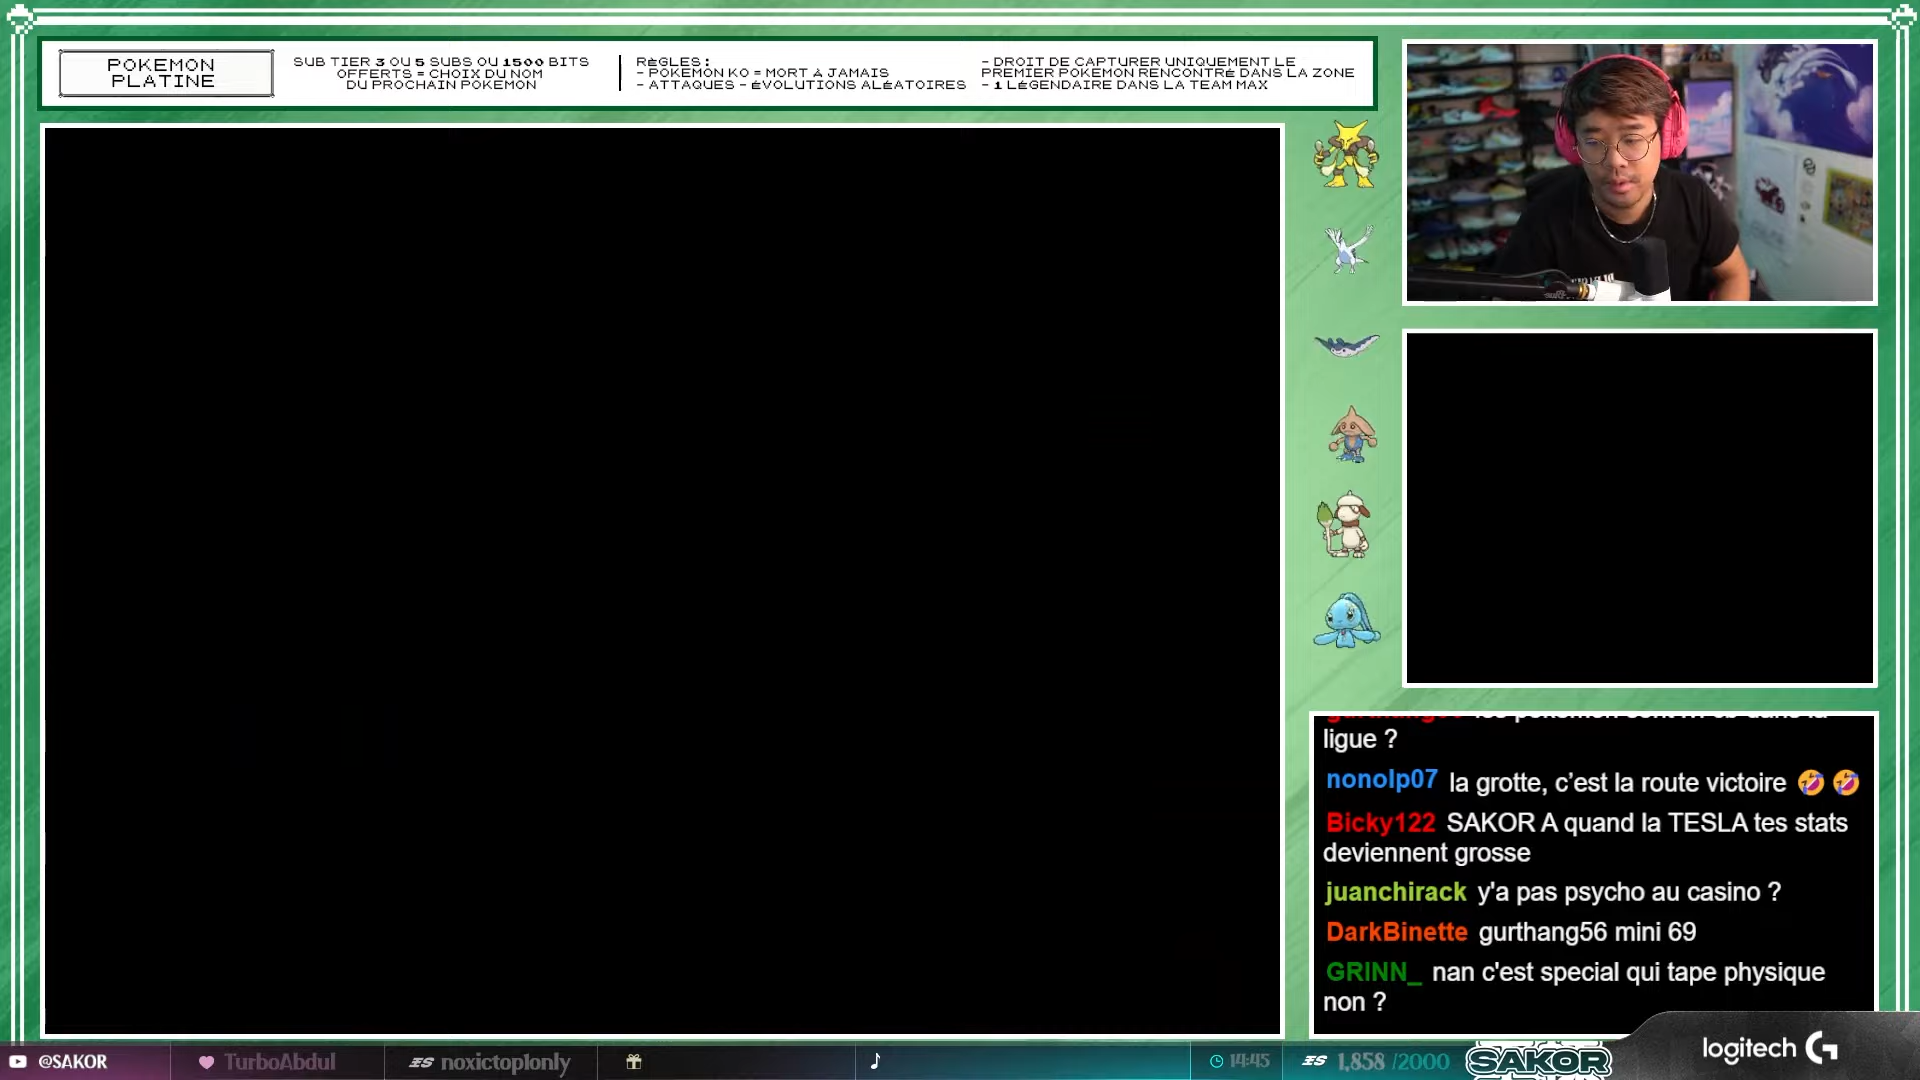 POKEMON
PLATINE
SUB TIER 3 OU 5 SUBS OU 1500 BITS
OFFERTS = CHOIX DU NOM
DU PROCHAIN POKEMON
RÈGLES :
- POKEMON KO = MORT A JAMAIS
- ATTAQUES - ÉVOLUTIONS ALÉATOIRES
- DROIT DE CAPTURER UNIQUEMENT LE
PREMIER POKEMON RENCONTRÉ DANS LA ZONE
- 1 LÉGENDAIRE DANS LA TEAM MAX
ligue ?
nonolp07 la grotte, c'est la route victoire 🤣 🤣
Bicky122 SAKOR A quand la TESLA tes stats
deviennent grosse
juanchirack y'a pas psycho au casino ?
DarkBinette gurthang56 mini 69
GRINN_ nan c'est special qui tape physique
non ?
@SAKOR
TurboAbdul
noxictoplonly
14:45
1,858 /2000
SAKOR
logitech G